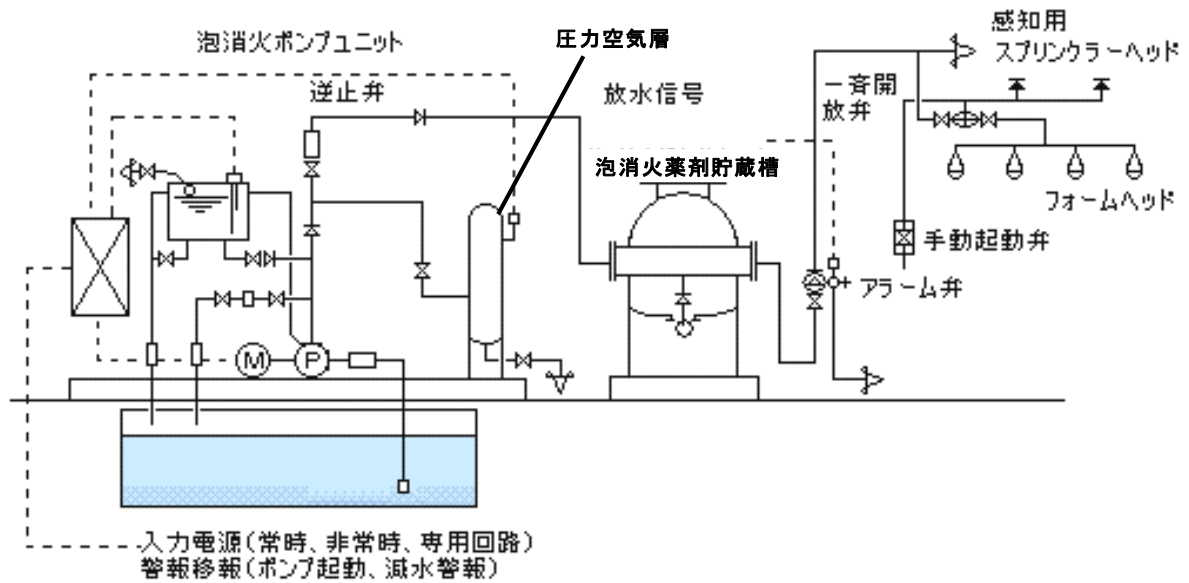 感知用
スプリンクラーヘッド
泡消火ポンプユニット
圧力空気層
逆止弁
放水信号
一斉開
放弁
泡消火薬剤貯蔵槽
フォームヘッド
手動起動弁
アラーム弁
M
P
入力電源(常時、非常時、専用回路)
警報移報(ポンプ起動、減水警報)